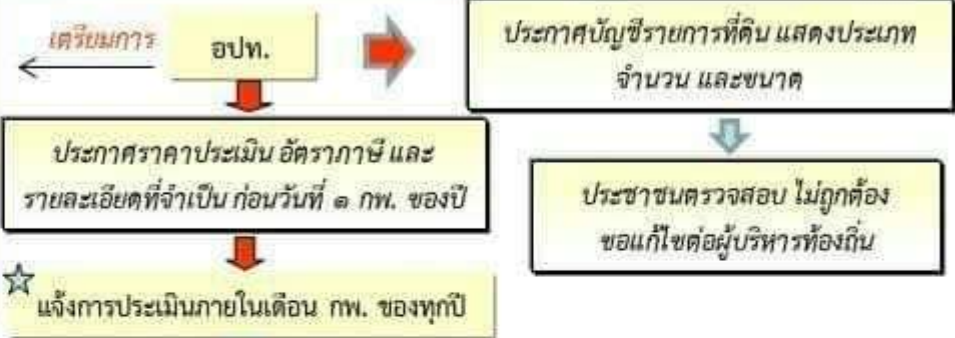 เตรียมการ
อปท.
ประกาศบัญชีรายการที่ดิน แสดงประเภท
จำนวน และขนาด
ประกาศราคาประเมิน อัตราภาษี และ
รายละเอียดที่จำเป็น ก่อนวันที่ ๑ กพ. ของปี
ประชาชนตรวจสอบ ไม่ถูกต้อง
ขอแก้ไขต่อผู้บริหารท้องถิ่น
แจ้งการประเมินภายในเดือน กพ. ของทุกปี